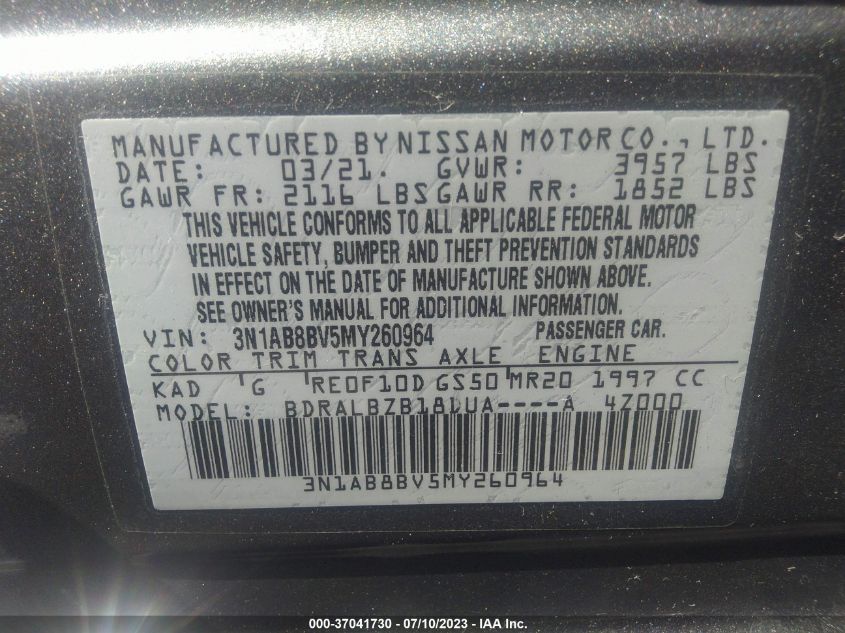 MANUFACTURED BY NISSAN MOTOR CO., LTD.
DATE: 03/21. GVWR: 3957 LBS
GAWR FR: 2116 LBS GAWR RR: 1852 LBS
THIS VEHICLE CONFORMS TO ALL APPLICABLE FEDERAL MOTOR
VEHICLE SAFETY, BUMPER AND THEFT PREVENTION STANDARDS
IN EFFECT ON THE DATE OF MANUFACTURE SHOWN ABOVE.
SEE OWNER'S MANUAL FOR ADDITIONAL INFORMATION.
VIN: 3N1AB8BV5MY260964 PASSENGER CAR.
COLOR TRIM TRANS AXLE ENGINE
KAD G RE0F10D GS50 MR20 1997 CC
MODEL: BDRALBZB18DUA----A 4Z000
3N1AB8BV5MY260964
000-37041730 - 07/10/2023 - IAA Inc.